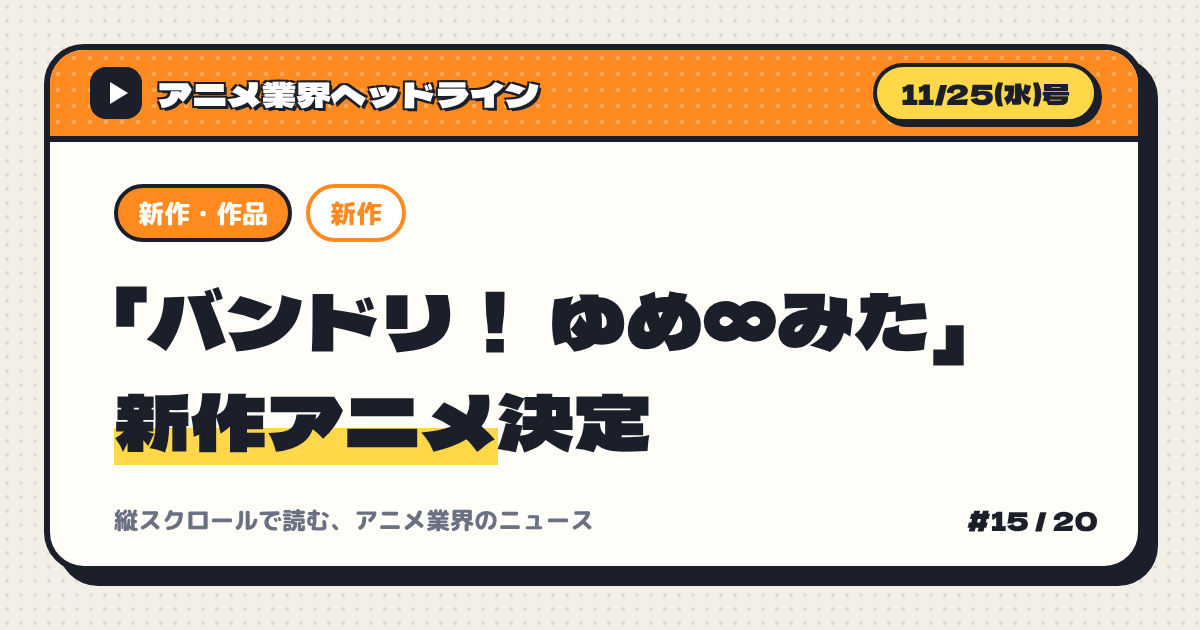 アニメ業界ヘッドライン
11/25(水)号
新作・作品
新作
「バンドリ！ ゆめ∞みた」
新作アニメ決定
縦スクロールで読む、アニメ業界のニュース
#15 / 20